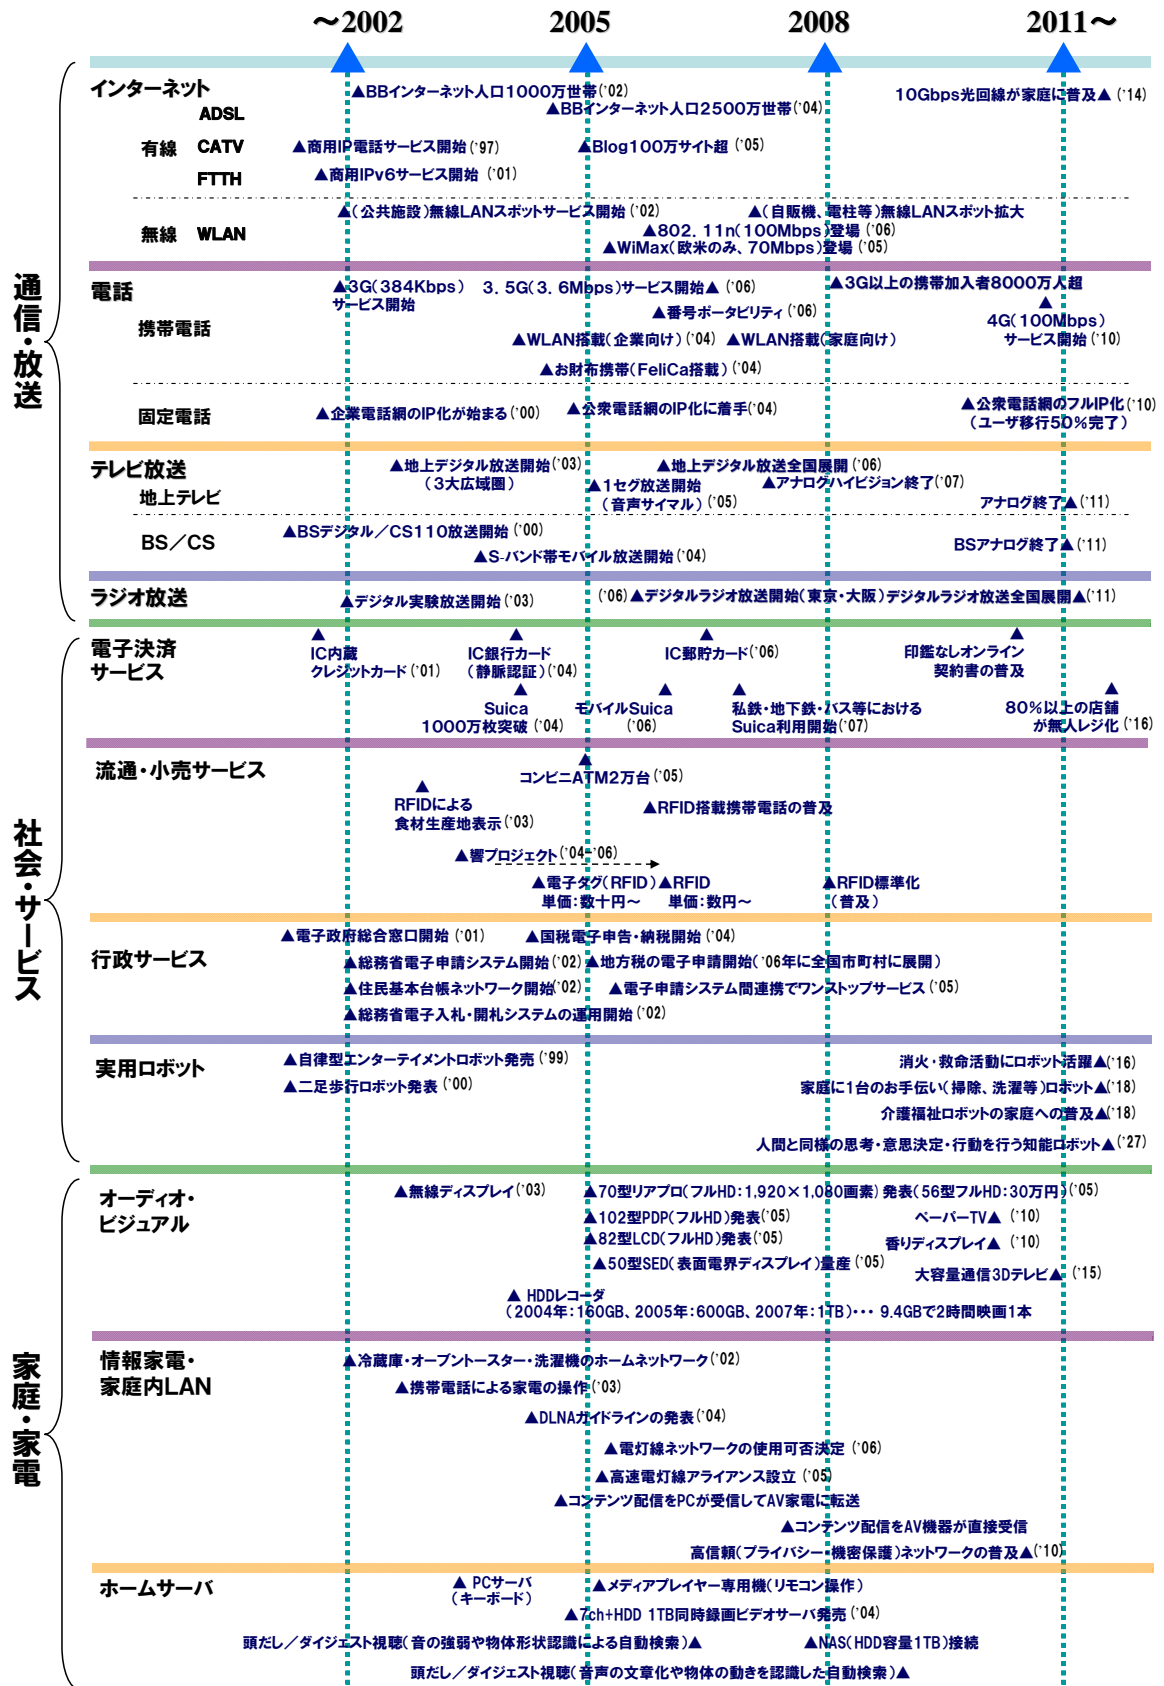 ～2002 2005 2008 2011～
通信・放送
インターネット
▲BBインターネット人口1000万世帯('02)
10Gbps光回線が家庭に普及▲('14)
▲BBインターネット人口2500万世帯('04)
ADSL
有線 CATV
▲商用IP電話サービス開始('97)
▲Blog100万サイト超('05)
FTTH
▲商用IPv6サービス開始('01)
▲(公共施設)無線LANスポットサービス開始('02)
▲(自販機、電柱等)無線LANスポット拡大
無線 WLAN
▲802.11n(100Mbps)登場('06)
▲WiMax(欧米のみ、70Mbps)登場('05)
電話
▲3G(384Kbps)
サービス開始
3.5G(3.6Mbps)サービス開始▲('06)
▲3G以上の携帯加入者8000万人超
携帯電話
▲番号ポータビリティ('06)
▲
4G(100Mbps)
サービス開始('10)
▲WLAN搭載(企業向け)('04)
▲WLAN搭載(家庭向け)
▲お財布携帯(FeliCa搭載)('04)
固定電話
▲企業電話網のIP化が始まる('00)
▲公衆電話網のIP化に着手('04)
▲公衆電話網のフルIP化('10)
(ユーザ移行50%完了)
テレビ放送
▲地上デジタル放送開始('03)
(3大広域圏)
▲地上デジタル放送全国展開('06)
地上テレビ
▲1セグ放送開始
(音声サイマル)('05)
▲アナログハイビジョン終了('07)
アナログ終了▲('11)
BS／CS
▲BSデジタル／CS110放送開始('00)
BSアナログ終了▲('11)
▲S-バンド帯モバイル放送開始('04)
ラジオ放送
▲デジタル実験放送開始('03)
('06)▲デジタルラジオ放送開始(東京・大阪)
デジタルラジオ放送全国展開▲('11)
社会・サービス
電子決済
サービス
▲
IC内蔵
クレジットカード('01)
▲
IC銀行カード
(静脈認証)('04)
▲
IC郵貯カード('06)
▲
印鑑なしオンライン
契約書の普及
▲
Suica
1000万枚突破('04)
▲
モバイルSuica
('06)
▲
私鉄・地下鉄・バス等における
Suica利用開始('07)
▲
80%以上の店舗
が無人レジ化('16)
流通・小売サービス
▲
コンビニATM2万台('05)
▲
RFIDによる
食材生産地表示('03)
▲RFID搭載携帯電話の普及
▲響プロジェクト('04-'06)
▲電子タグ(RFID)
単価：数十円～
▲RFID
単価：数円～
▲RFID標準化
(普及)
行政サービス
▲電子政府総合窓口開始('01)
▲国税電子申告・納税開始('04)
▲総務省電子申請システム開始('02)
▲地方税の電子申請開始('06年に全国市町村に展開)
▲住民基本台帳ネットワーク開始('02)
▲電子申請システム間連携でワンストップサービス('05)
▲総務省電子入札・開札システムの運用開始('02)
実用ロボット
▲自律型エンターテイメントロボット発売('99)
消火・救命活動にロボット活躍▲('16)
▲二足歩行ロボット発表('00)
家庭に1台のお手伝い(掃除、洗濯等)ロボット▲('18)
介護福祉ロボットの家庭への普及▲('18)
人間と同様の思考・意思決定・行動を行う知能ロボット▲('27)
家庭・家電
オーディオ・
ビジュアル
▲無線ディスプレイ('03)
▲70型リアプロ(フルHD：1,920×1,080画素)発表(56型フルHD：30万円)('05)
▲102型PDP(フルHD)発表('05)
ペーパーTV▲('10)
▲82型LCD(フルHD)発表('05)
香りディスプレイ▲('10)
▲50型SED(表面電界ディスプレイ)量産('05)
大容量通信3Dテレビ▲('15)
▲HDDレコーダ
(2004年：160GB、2005年：600GB、2007年：1TB)・・・ 9.4GBで2時間映画1本
情報家電・
家庭内LAN
▲冷蔵庫・オーブントースター・洗濯機のホームネットワーク('02)
▲携帯電話による家電の操作('03)
▲DLNAガイドラインの発表('04)
▲電灯線ネットワークの使用可否決定('06)
▲高速電灯線アライアンス設立('05)
▲コンテンツ配信をPCが受信してAV家電に転送
▲コンテンツ配信をAV機器が直接受信
高信頼(プライバシー・機密保護)ネットワークの普及▲('10)
ホームサーバ
▲PCサーバ
(キーボード)
▲メディアプレイヤー専用機(リモコン操作)
▲7ch+HDD 1TB同時録画ビデオサーバ発売('04)
頭だし／ダイジェスト視聴(音の強弱や物体形状認識による自動検索)▲
▲NAS(HDD容量1TB)接続
頭だし／ダイジェスト視聴(音声の文章化や物体の動きを認識した自動検索)▲